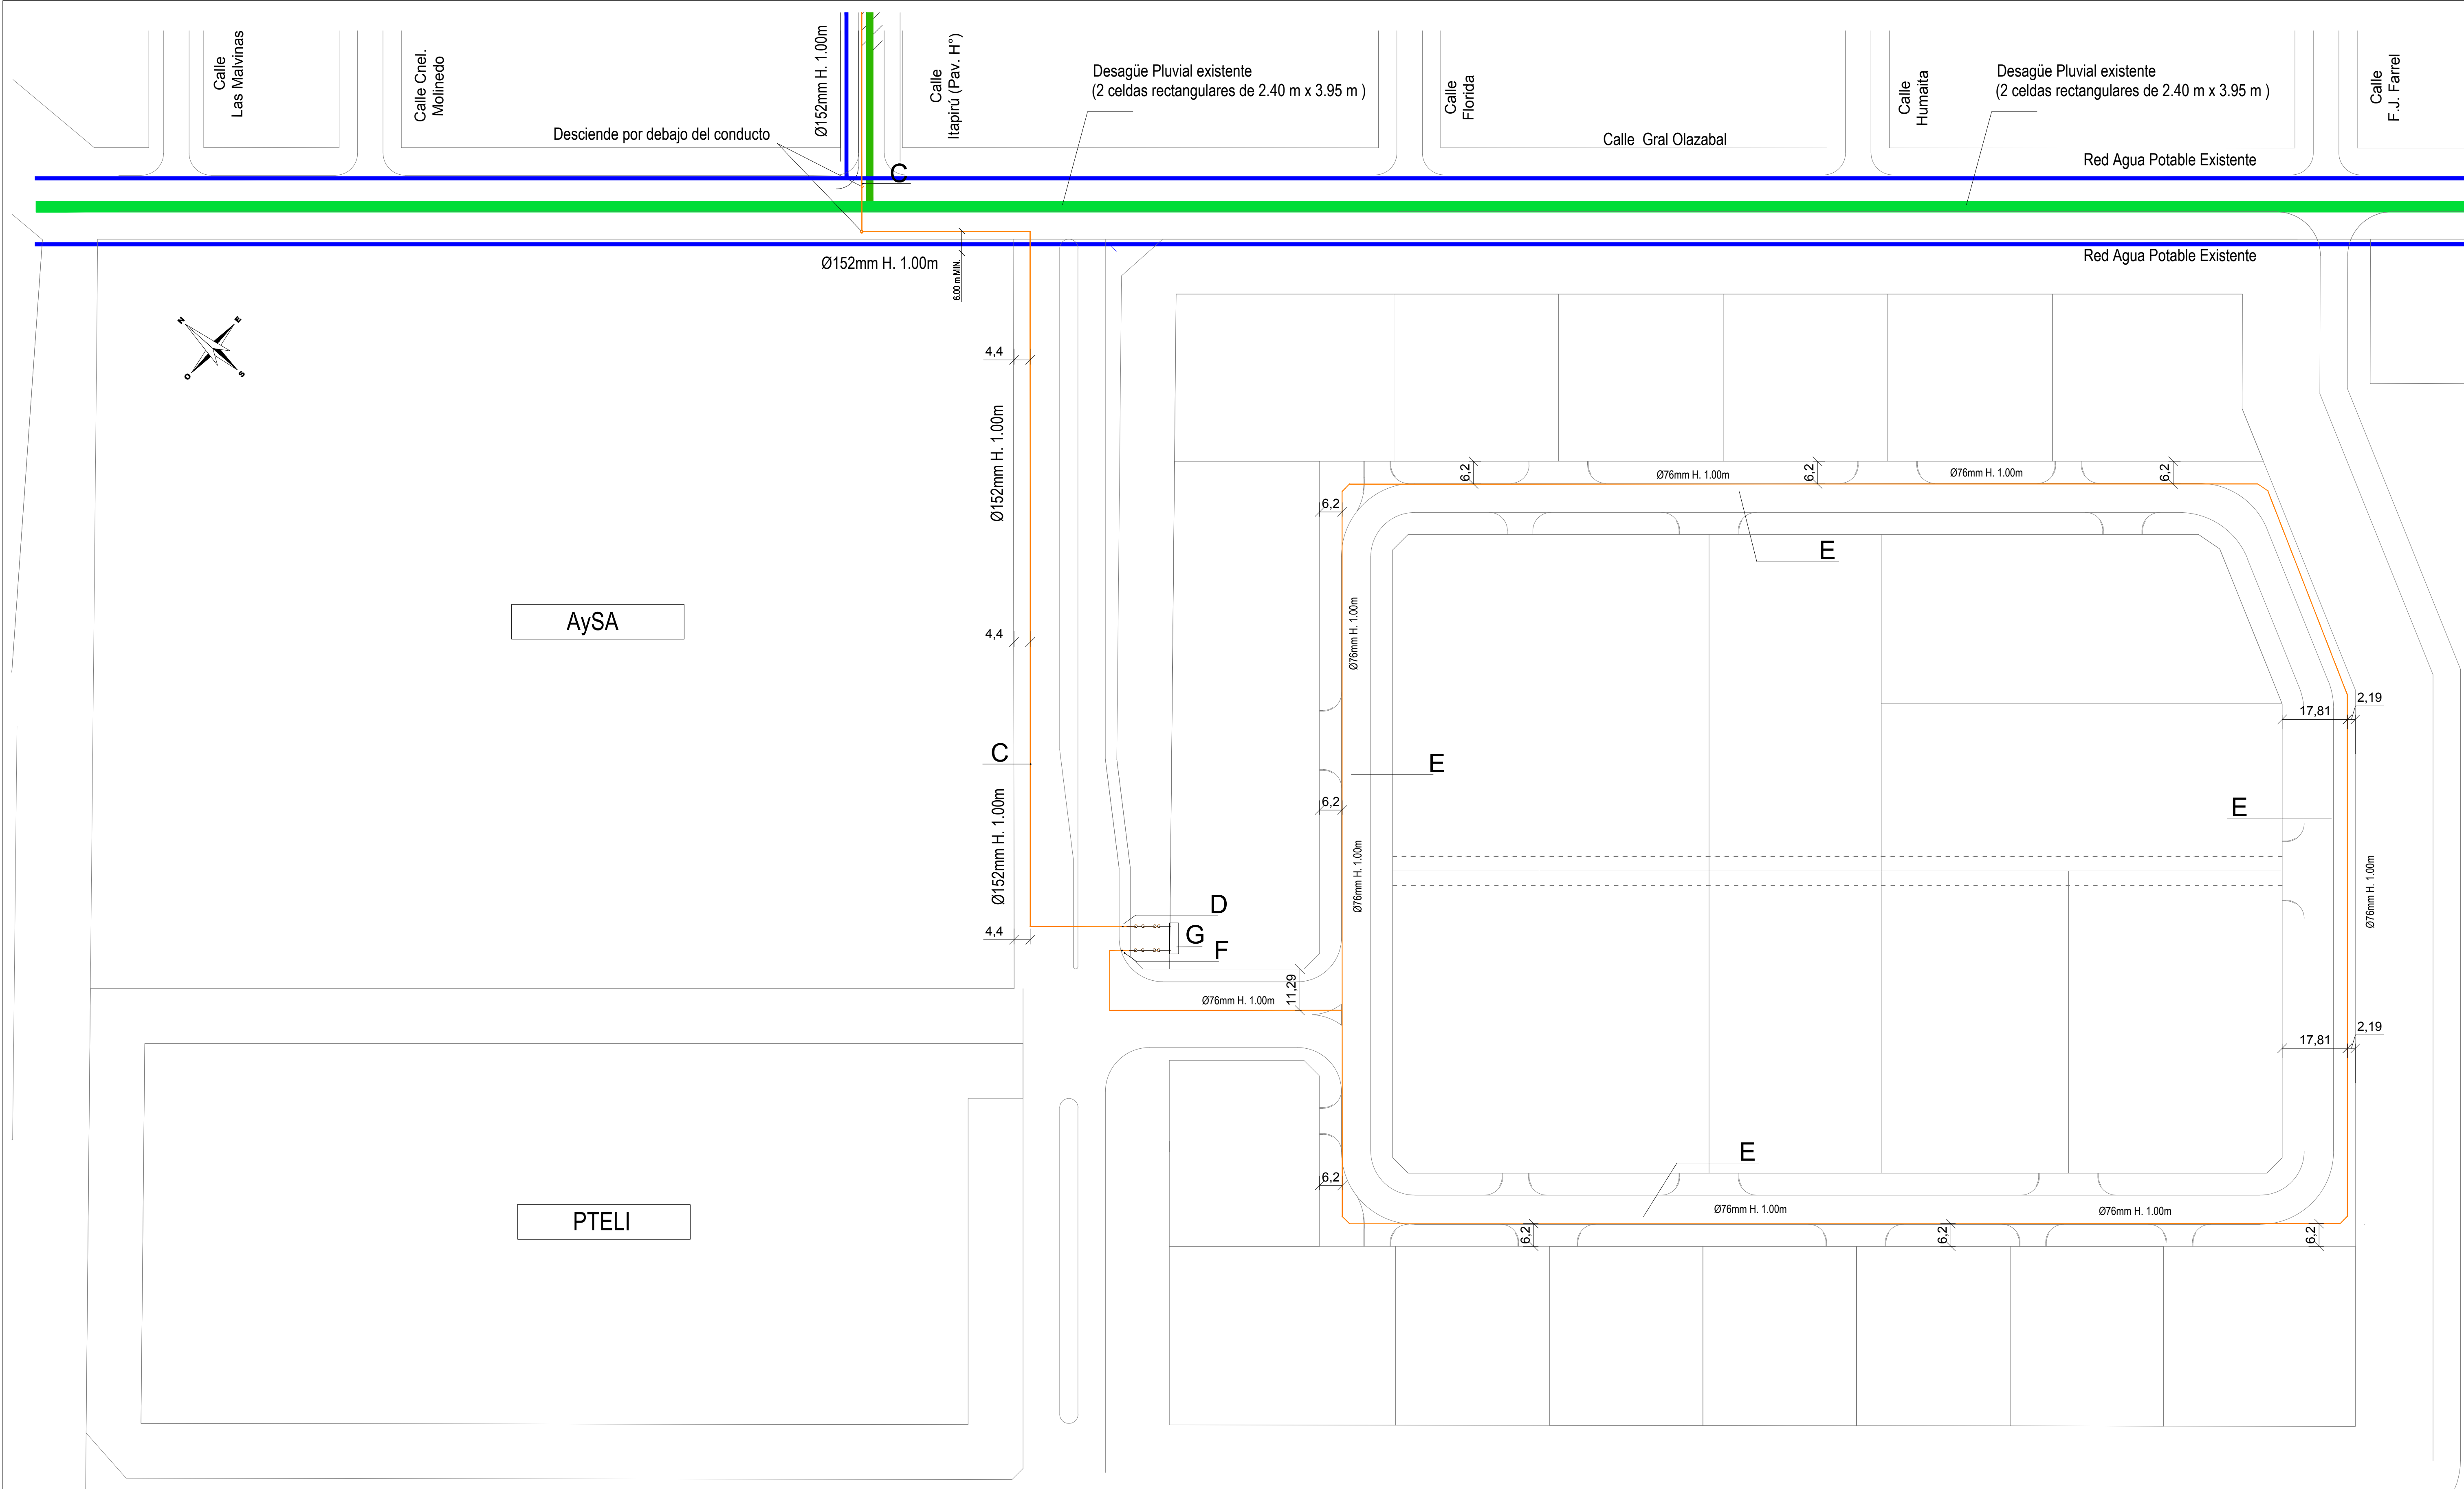 Calle
Las Malvinas
Calle Cnel.
Molinedo
Ø152mm H. 1.00m
Calle
Itapirú (Pav. H°)
Desagüe Pluvial existente
(2 celdas rectangulares de 2.40 m x 3.95 m )
Calle
Florida
Calle
Humaita
Desagüe Pluvial existente
(2 celdas rectangulares de 2.40 m x 3.95 m )
Calle
F.J. Farrel
Desciende por debajo del conducto
Calle Gral Olazabal
Red Agua Potable Existente
C
Ø152mm H. 1.00m
6.00 m MIN.
Red Agua Potable Existente
N
E
O
S
4,4
Ø152mm H. 1.00m
6,2
Ø76mm H. 1.00m
6,2
Ø76mm H. 1.00m
6,2
6,2
E
AySA
4,4
Ø76mm H. 1.00m
2,19
17,81
C
E
6,2
E
Ø152mm H. 1.00m
Ø76mm H. 1.00m
Ø76mm H. 1.00m
D
4,4
G
F
11,29
Ø76mm H. 1.00m
2,19
17,81
E
6,2
PTELI
Ø76mm H. 1.00m
Ø76mm H. 1.00m
6,2
6,2
6,2